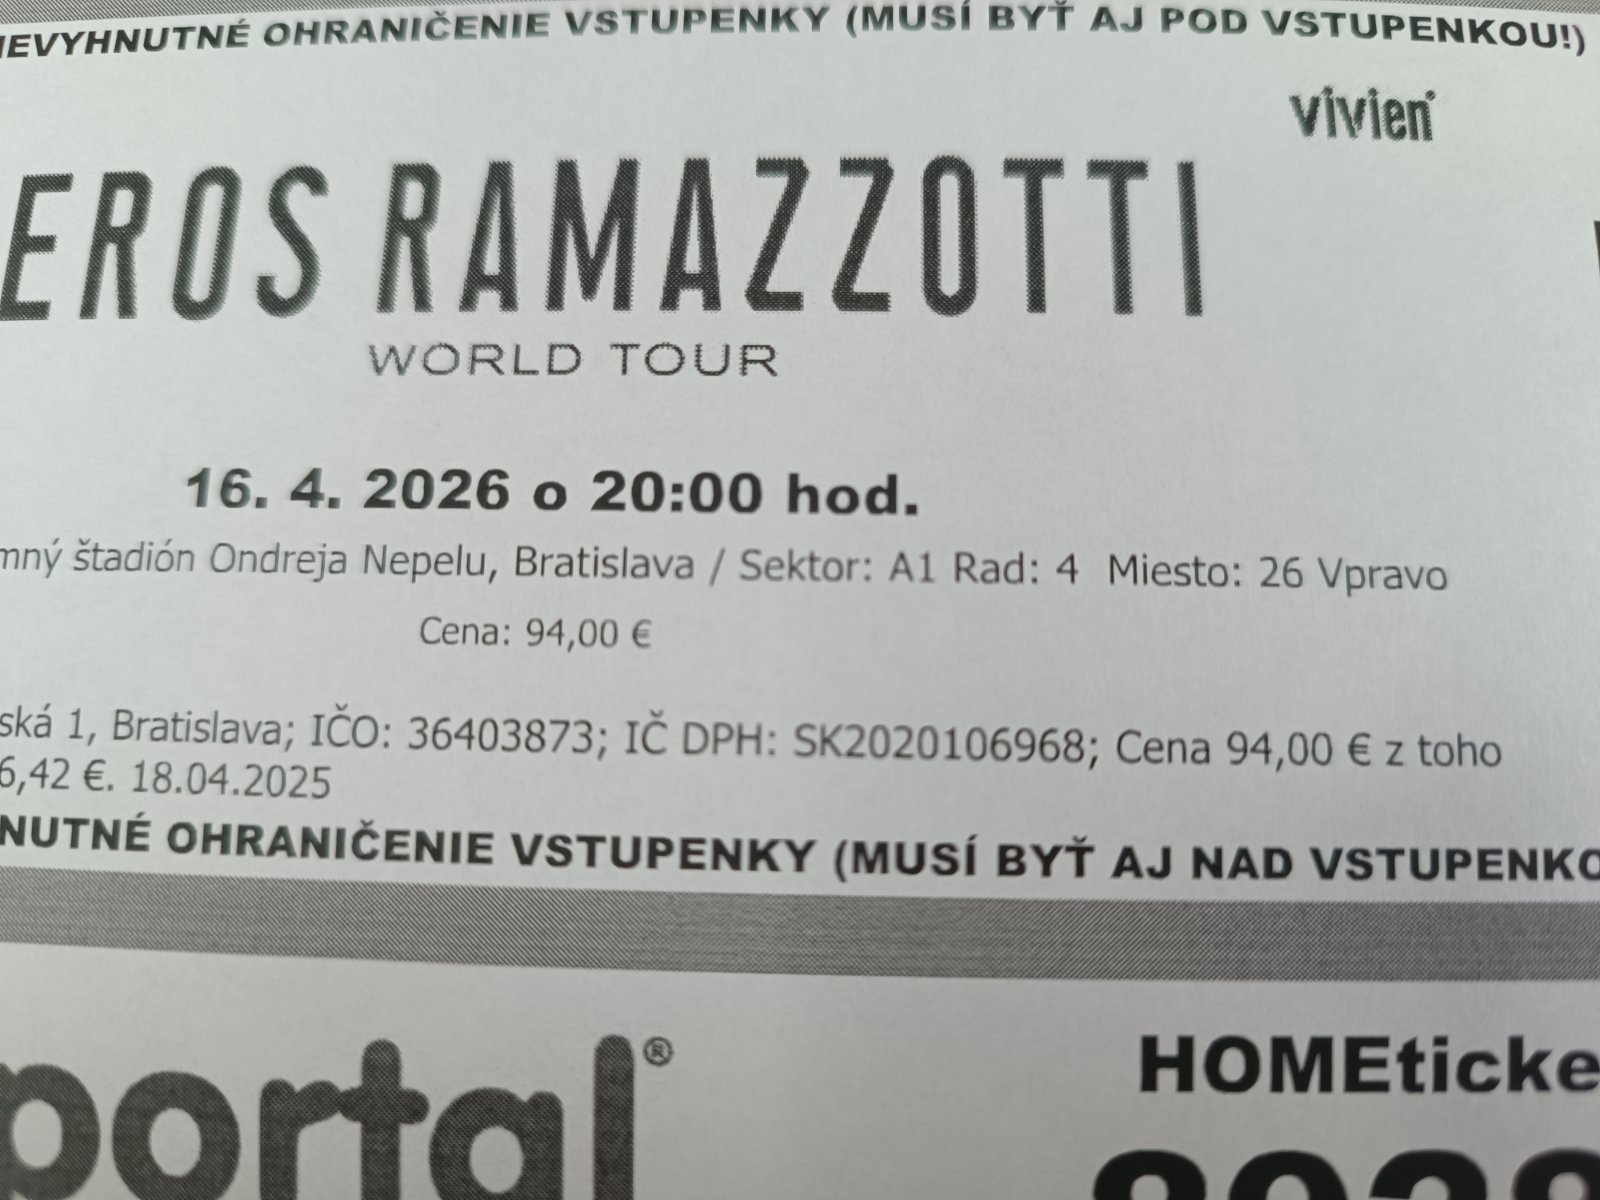 NEVYHNUTNÉ OHRANIČENIE VSTUPENKY (MUSÍ BYŤ AJ POD VSTUPENKOU!)
vivien
EROS RAMAZZOTTI
WORLD TOUR
16. 4. 2026 o 20:00 hod.
mný štadión Ondreja Nepelu, Bratislava / Sektor: A1 Rad: 4 Miesto: 26 Vpravo
Cena: 94,00 €
ská 1, Bratislava; IČO: 36403873; IČ DPH: SK2020106968; Cena 94,00 € z toho
6,42 €. 18.04.2025
NUTNÉ OHRANIČENIE VSTUPENKY (MUSÍ BYŤ AJ NAD VSTUPENKO
portal®
HOMEticke